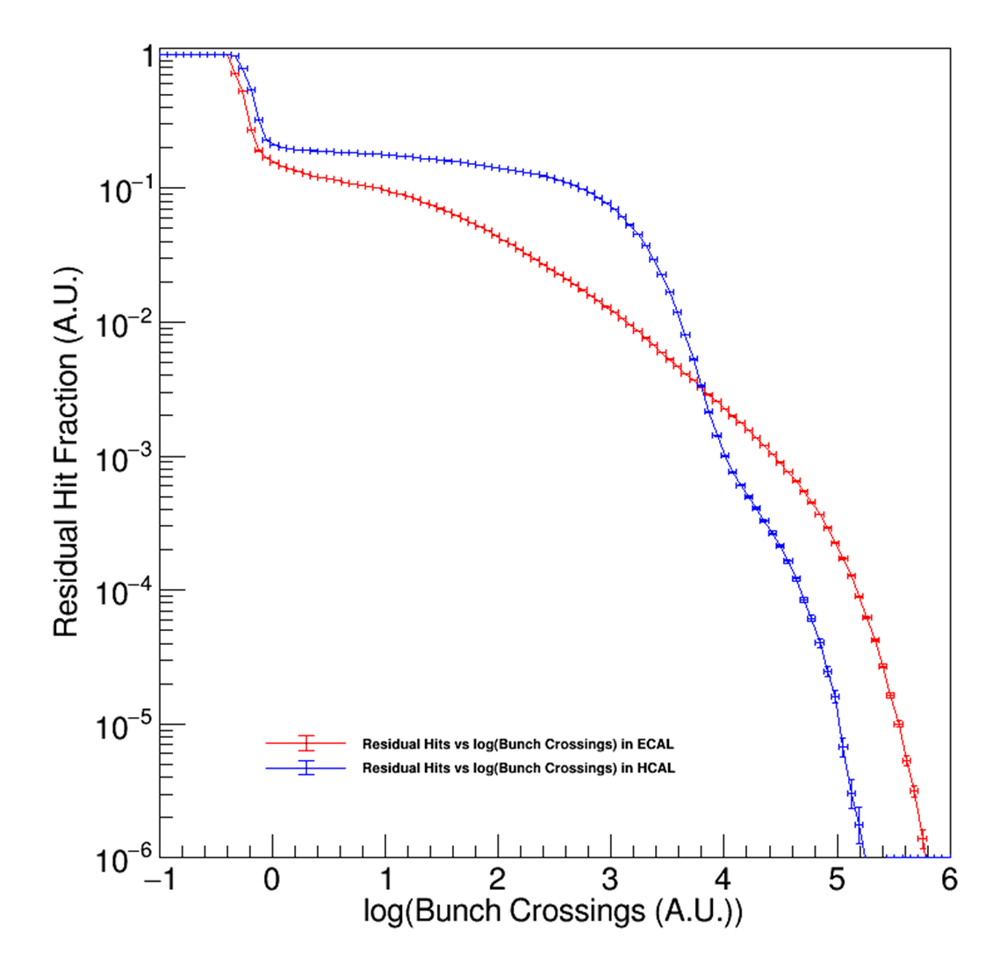 1
10⁻¹
10⁻²
10⁻³
10⁻⁴
10⁻⁵
10⁻⁶
Residual Hit Fraction (A.U.)
Residual Hits vs log(Bunch Crossings) in ECAL
Residual Hits vs log(Bunch Crossings) in HCAL
−1 0 1 2 3 4 5 6
log(Bunch Crossings (A.U.))